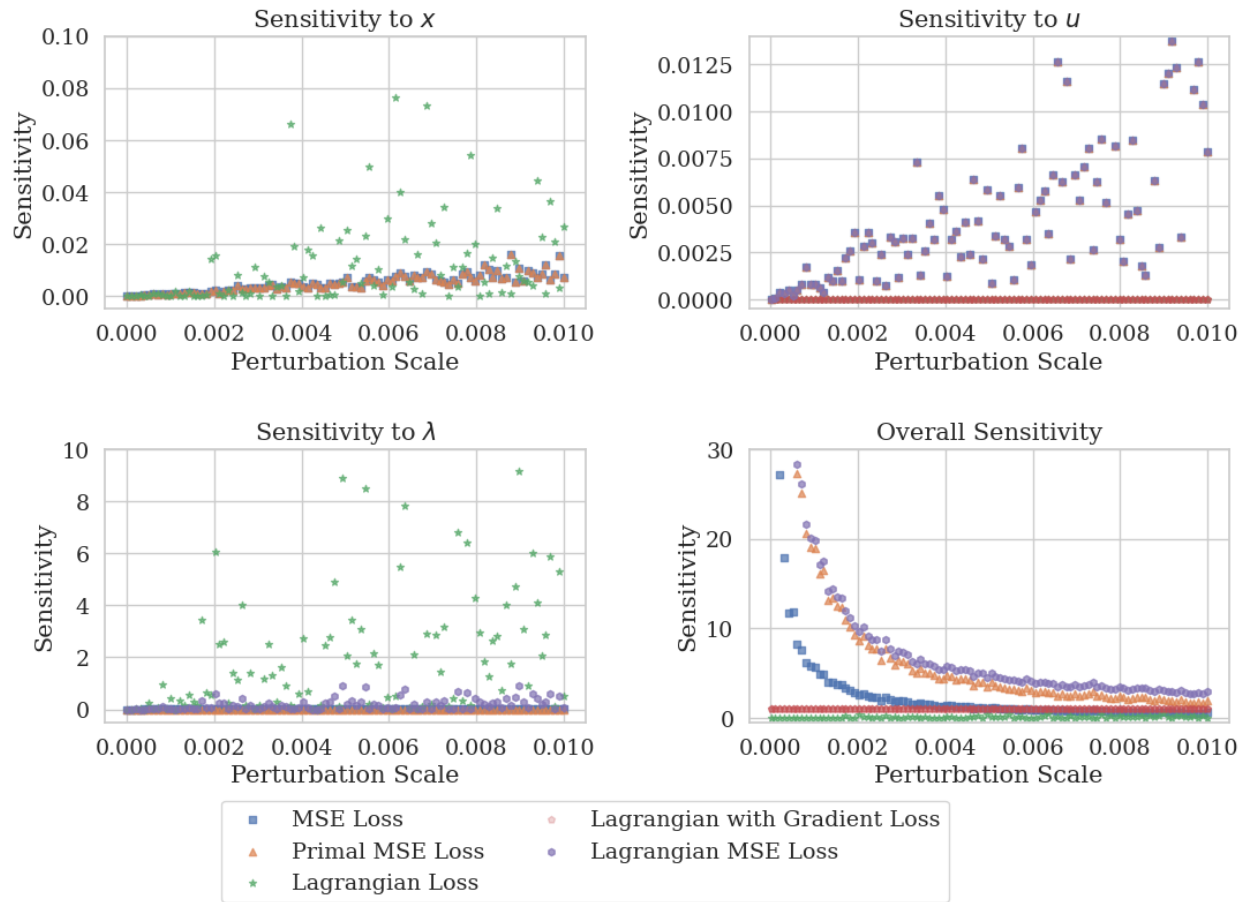 Sensitivity to x
Sensitivity to u
0.10
0.08
0.06
0.04
0.02
0.00
Sensitivity
0.000 0.002 0.004 0.006 0.008 0.010
Perturbation Scale
0.0125
0.0100
0.0075
0.0050
0.0025
0.0000
Sensitivity
0.000 0.002 0.004 0.006 0.008 0.010
Perturbation Scale
Sensitivity to λ
Overall Sensitivity
10
8
6
4
2
0
Sensitivity
0.000 0.002 0.004 0.006 0.008 0.010
Perturbation Scale
30
20
10
0
Sensitivity
0.000 0.002 0.004 0.006 0.008 0.010
Perturbation Scale
MSE Loss
Primal MSE Loss
Lagrangian Loss
Lagrangian with Gradient Loss
Lagrangian MSE Loss